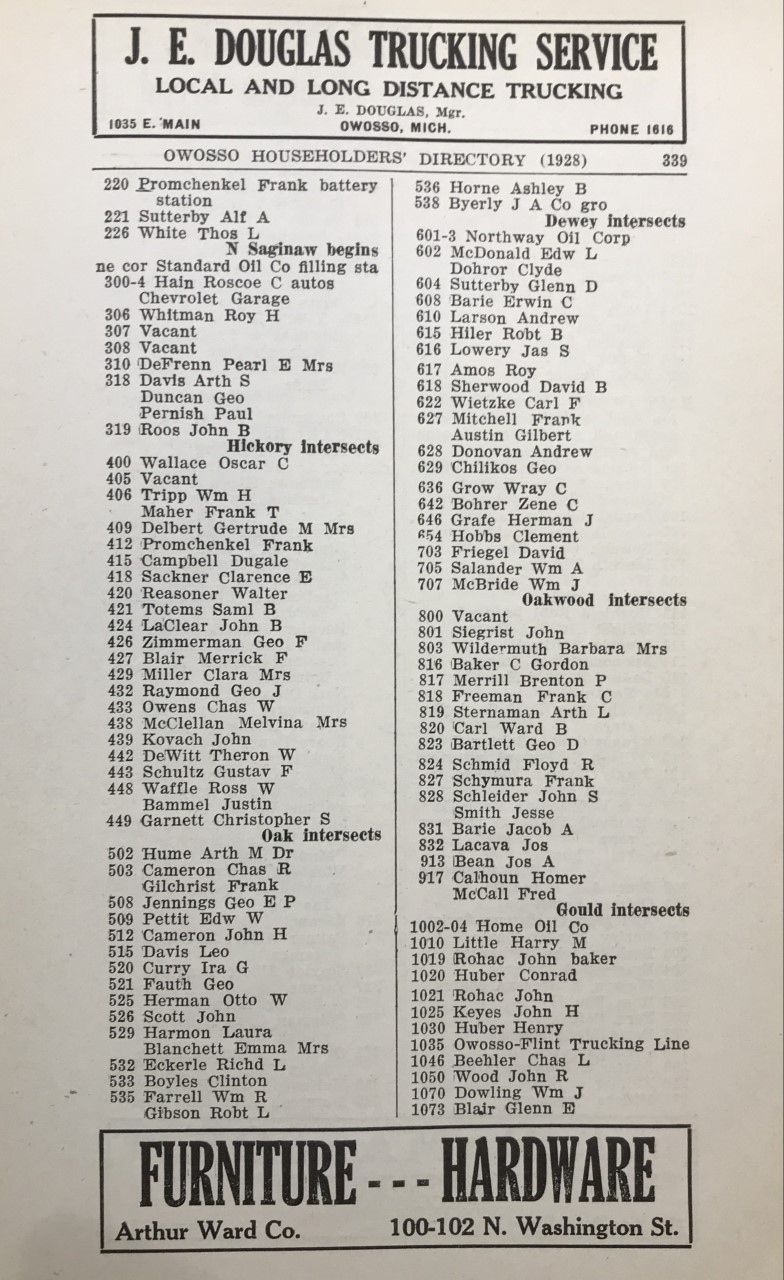 J. E. DOUGLAS TRUCKING SERVICE
LOCAL AND LONG DISTANCE TRUCKING
J. E. DOUGLAS, Mgr.
1035 E. MAIN OWOSSO, MICH. PHONE 1616
OWOSSO HOUSEHOLDERS' DIRECTORY (1928) 339
220 Promchenkel Frank battery
station
221 Sutterby Alf A
226 White Thos L
N Saginaw begins
ne cor Standard Oil Co filling sta
300-4 Hain Roscoe C autos
Chevrolet Garage
306 Whitman Roy H
307 Vacant
308 Vacant
310 DeFrenn Pearl E Mrs
318 Davis Arth S
Duncan Geo
Pernish Paul
319 Roos John B
Hickory intersects
400 Wallace Oscar C
405 Vacant
406 Tripp Wm H
Maher Frank T
409 Delbert Gertrude M Mrs
412 Promchenkel Frank
415 Campbell Dugale
418 Sackner Clarence E
420 Reasoner Walter
421 Totems Saml B
424 LaClear John B
426 Zimmerman Geo F
427 Blair Merrick F
429 Miller Clara Mrs
432 Raymond Geo J
433 Owens Chas W
438 McClellan Melvina Mrs
439 Kovach John
442 DeWitt Theron W
443 Schultz Gustav F
448 Waffle Ross W
Bammel Justin
449 Garnett Christopher S
Oak intersects
502 Hume Arth M Dr
503 Cameron Chas R
Gilchrist Frank
508 Jennings Geo E P
509 Pettit Edw W
512 Cameron John H
515 Davis Leo
520 Curry Ira G
521 Fauth Geo
525 Herman Otto W
526 Scott John
529 Harmon Laura
Blanchett Emma Mrs
532 Eckerle Richd L
533 Boyles Clinton
535 Farrell Wm R
Gibson Robt L
536 Horne Ashley B
538 Byerly J A Co gro
Dewey intersects
601-3 Northway Oil Corp
602 McDonald Edw L
Dohror Clyde
604 Sutterby Glenn D
608 Barie Erwin C
610 Larson Andrew
615 Hiler Robt B
616 Lowery Jas S
617 Amos Roy
618 Sherwood David B
622 Wietzke Carl F
627 Mitchell Frank
Austin Gilbert
628 Donovan Andrew
629 Chilikos Geo
636 Grow Wray C
642 Bohrer Zene C
646 Grafe Herman J
654 Hobbs Clement
703 Friegel David
705 Salander Wm A
707 McBride Wm J
Oakwood intersects
800 Vacant
801 Siegrist John
803 Wildermuth Barbara Mrs
816 Baker C Gordon
817 Merrill Brenton P
818 Freeman Frank C
819 Sternaman Arth L
820 Carl Ward B
823 Bartlett Geo D
824 Schmid Floyd R
827 Schymura Frank
828 Schleider John S
Smith Jesse
831 Barie Jacob A
832 Lacava Jos
913 Bean Jos A
917 Calhoun Homer
McCall Fred
Gould intersects
1002-04 Home Oil Co
1010 Little Harry M
1019 Rohac John baker
1020 Huber Conrad
1021 Rohac John
1025 Keyes John H
1030 Huber Henry
1035 Owosso-Flint Trucking Line
1046 Beehler Chas L
1050 Wood John R
1070 Dowling Wm J
1073 Blair Glenn E
FURNITURE - - - HARDWARE
Arthur Ward Co. 100-102 N. Washington St.